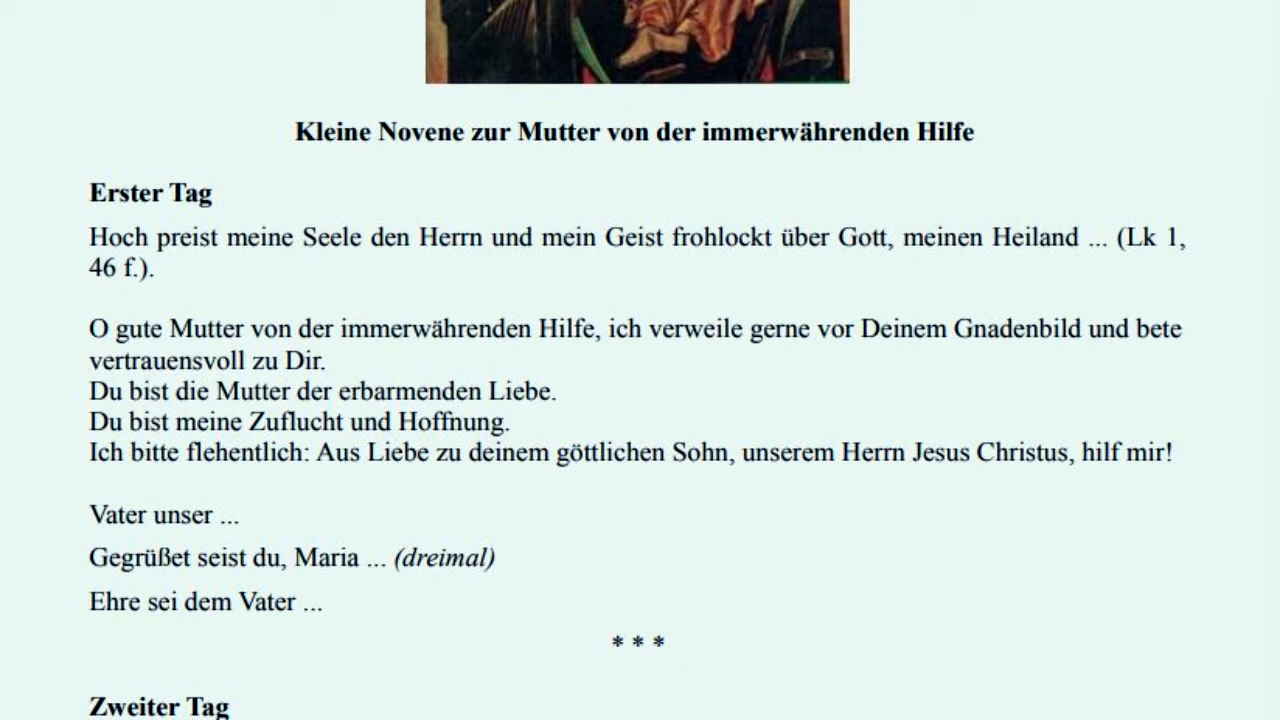 Kleine Novene zur Mutter von der immerwährenden Hilfe
Erster Tag
Hoch preist meine Seele den Herrn und mein Geist frohlockt über Gott, meinen Heiland ... (Lk 1,
46 f.).
O gute Mutter von der immerwährenden Hilfe, ich verweile gerne vor Deinem Gnadenbild und bete
vertrauensvoll zu Dir.
Du bist die Mutter der erbarmenden Liebe.
Du bist meine Zuflucht und Hoffnung.
Ich bitte flehentlich: Aus Liebe zu deinem göttlichen Sohn, unserem Herrn Jesus Christus, hilf mir!
Vater unser ...
Gegrüßet seist du, Maria ... (dreimal)
Ehre sei dem Vater ...
* * *
Zweiter Tag